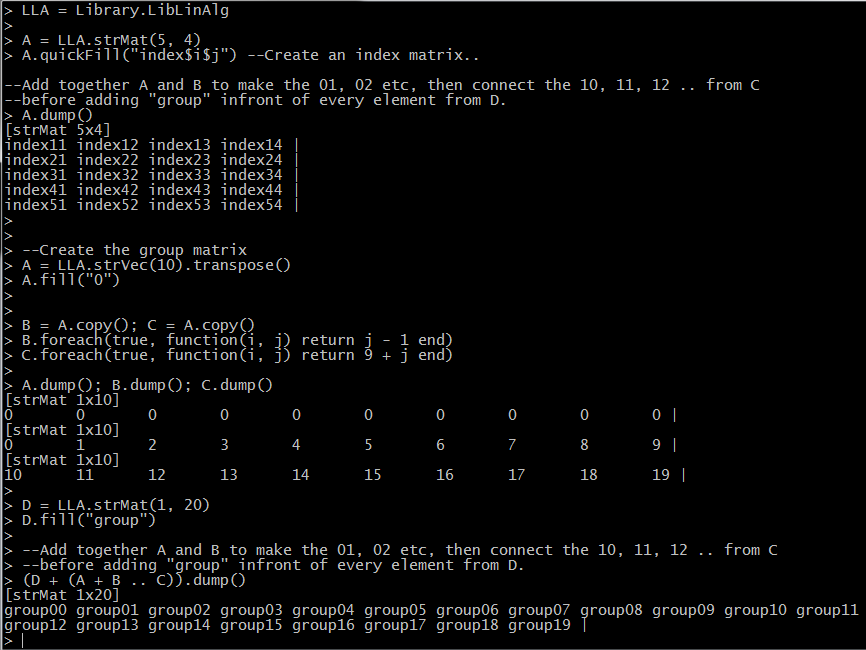 > LLA = Library.LibLinAlg
>
> A = LLA.strMat(5, 4)
> A.quickFill("index$i$j") --Create an index matrix..
--Add together A and B to make the 01, 02 etc, then connect the 10, 11, 12 .. from C
--before adding "group" infront of every element from D.
> A.dump()
[strMat 5x4]
index11 index12 index13 index14 |
index21 index22 index23 index24 |
index31 index32 index33 index34 |
index41 index42 index43 index44 |
index51 index52 index53 index54 |
>
>
> --Create the group matrix
> A = LLA.strVec(10).transpose()
> A.fill("0")
>
>
> B = A.copy(); C = A.copy()
> B.foreach(true, function(i, j) return j - 1 end)
> C.foreach(true, function(i, j) return 9 + j end)
>
> A.dump(); B.dump(); C.dump()
[strMat 1x10]
0 0 0 0 0 0 0 0 0 0 |
[strMat 1x10]
0 1 2 3 4 5 6 7 8 9 |
[strMat 1x10]
10 11 12 13 14 15 16 17 18 19 |
>
> D = LLA.strMat(1, 20)
> D.fill("group")
>
> --Add together A and B to make the 01, 02 etc, then connect the 10, 11, 12 .. from C
> --before adding "group" infront of every element from D.
> (D + (A + B .. C)).dump()
[strMat 1x20]
group00 group01 group02 group03 group04 group05 group06 group07 group08 group09 group10 group11
group12 group13 group14 group15 group16 group17 group18 group19 |
> |